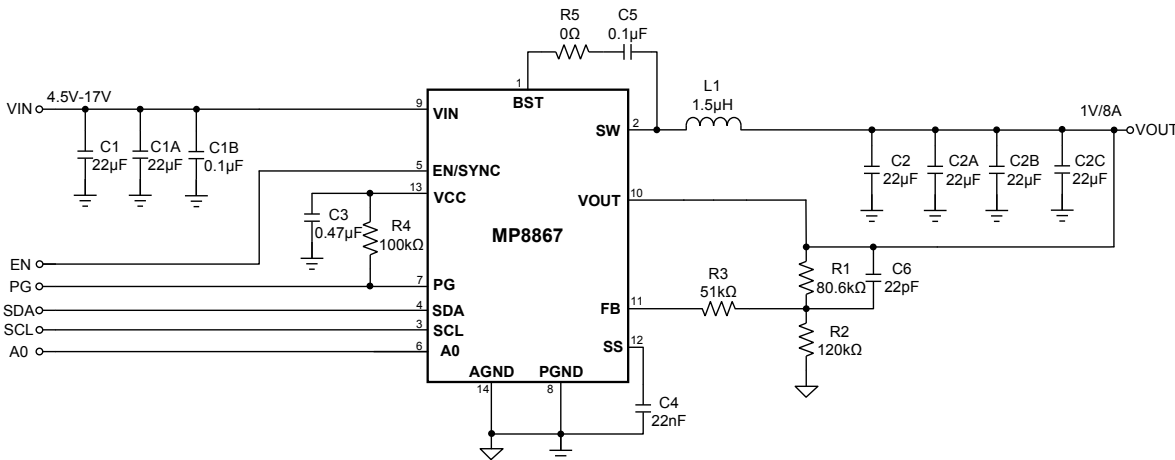 R5
0Ω
C5
0.1μF
1
BST
VIN
4.5V-17V
9
VIN
L1
1.5μH
SW
2
1V/8A
VOUT
C1
22μF
C1A
22μF
C1B
0.1μF
C2
22μF
C2A
22μF
C2B
22μF
C2C
22μF
5
EN/SYNC
13
VCC
VOUT
10
C3
0.47μF
R4
100kΩ
MP8867
EN
PG
7
PG
R3
51kΩ
R1
80.6kΩ
C6
22pF
SDA
4
SDA
FB
11
SCL
3
SCL
R2
120kΩ
A0
6
A0
SS
12
AGND
PGND
14
8
C4
22nF